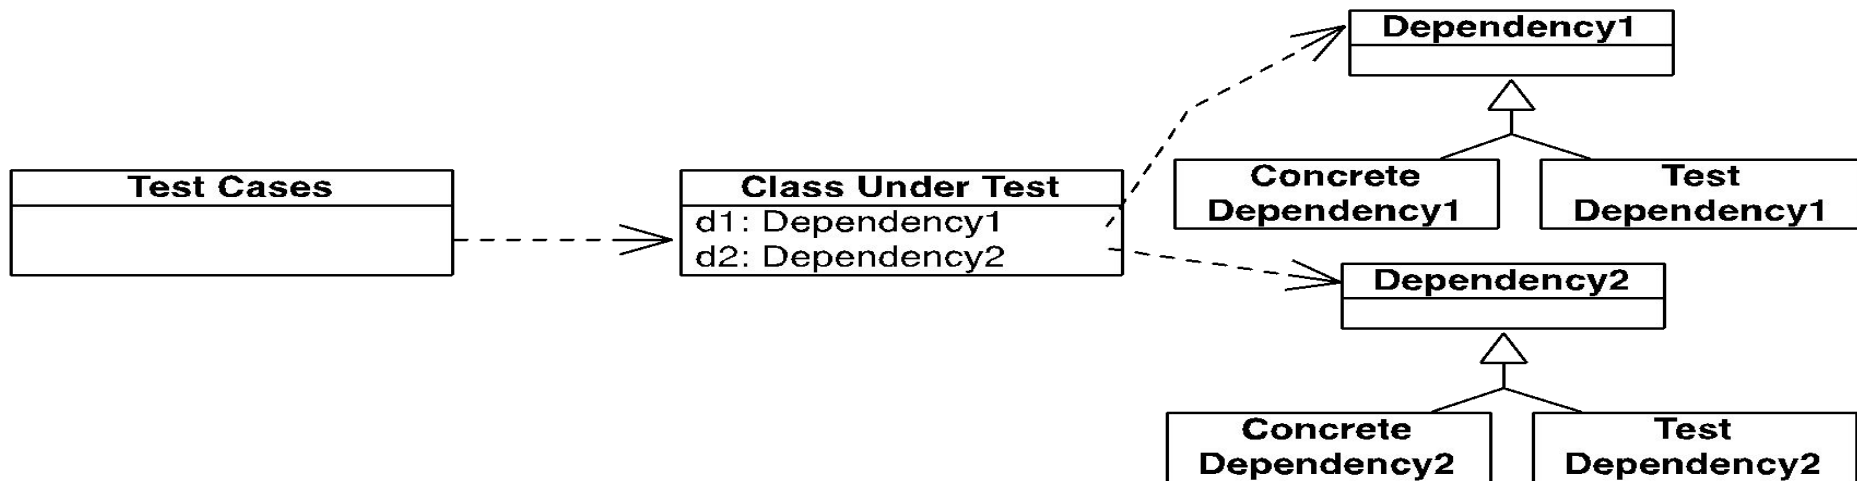 Test Cases
Class Under Test
d1: Dependency1
d2: Dependency2
Dependency1
Concrete
Dependency1
Test
Dependency1
Dependency2
Concrete
Dependency2
Test
Dependency2